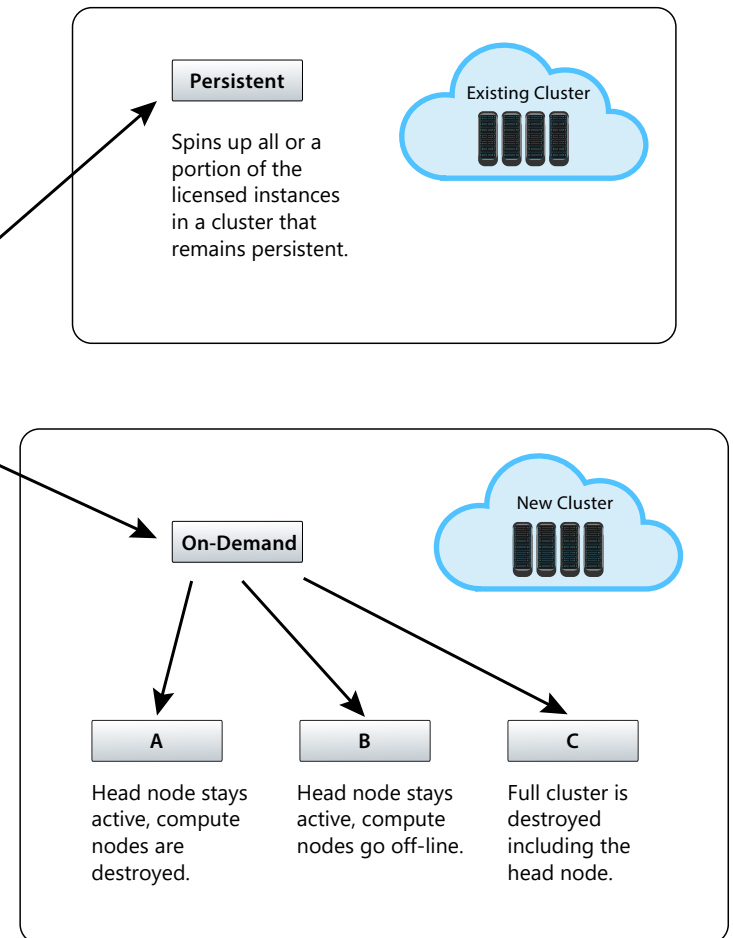 Persistent
Existing Cluster
Spins up all or a
portion of the
licensed instances
in a cluster that
remains persistent.
New Cluster
On-Demand
A
Head node stays
active, compute
nodes are
destroyed.
B
Head node stays
active, compute
nodes go off-line.
C
Full cluster is
destroyed
including the
head node.